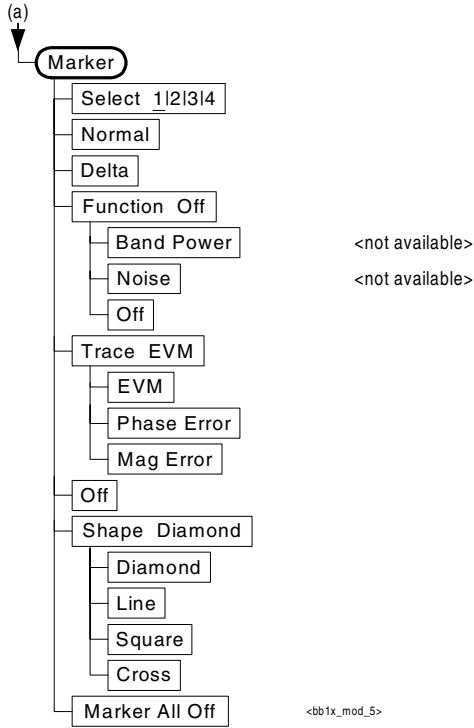 (a)
Marker
Select 1|2|3|4
Normal
Delta
Function Off
Band Power <not available>
Noise <not available>
Off
Trace EVM
EVM
Phase Error
Mag Error
Off
Shape Diamond
Diamond
Line
Square
Cross
Marker All Off <bb1x_mod_5>